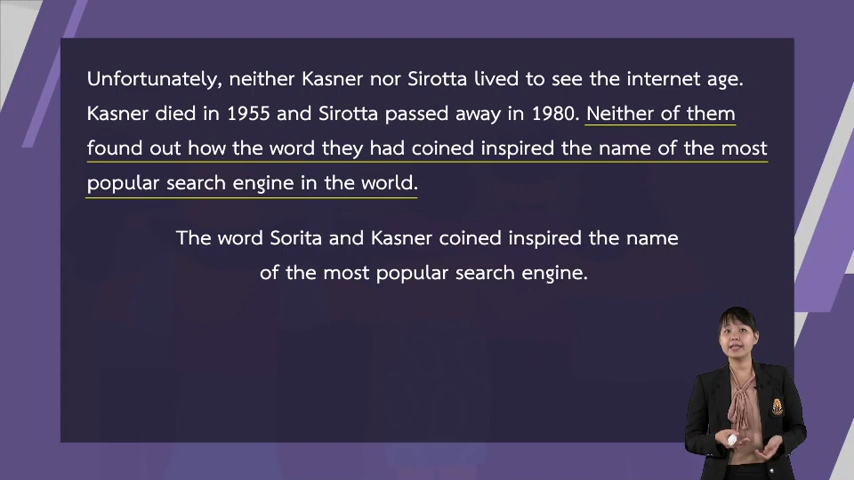 Unfortunately, neither Kasner nor Sirotta lived to see the internet age.
Kasner died in 1955 and Sirotta passed away in 1980. Neither of them
found out how the word they had coined inspired the name of the most
popular search engine in the world.
The word Sorita and Kasner coined inspired the name
of the most popular search engine.